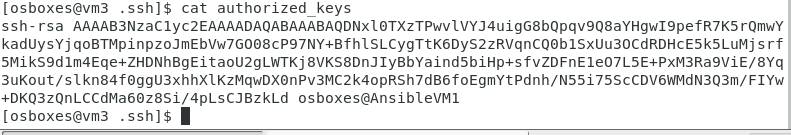 [osboxes@vm3 .ssh]$ cat authorized_keys
ssh-rsa AAAAB3NzaC1yc2EAAAADAQABAAABAQDNxl0TXzTPwvlVYJ4uigG8bQpqv9Q8aYHgwI9pefR7K5rQmwY
kadUysYjqoBTMpinpzoJmEbVw7GO08cP97NY+BfhlSLCygTtK6DyS2zRVqnCQ0b1SxUu3OCdRDHcE5k5LuMjsrf
5MikS9d1m4Eqe+ZHDNhBgEitaoU2gLWTKj8VKS8DnJIyBbYaind5biHp+sfvZDFnE1eO7L5E+PxM3Ra9ViE/8Yq
3uKout/slkn84f0ggU3xhhXlKzMqwDX0nPv3MC2k4opRSh7dB6foEgmYtPdnh/N55i75ScCDV6WMdN3Q3m/FIYw
+DKQ3zQnLCCdMa60z8Si/4pLsCJBzkLd osboxes@AnsibleVM1
[osboxes@vm3 .ssh]$